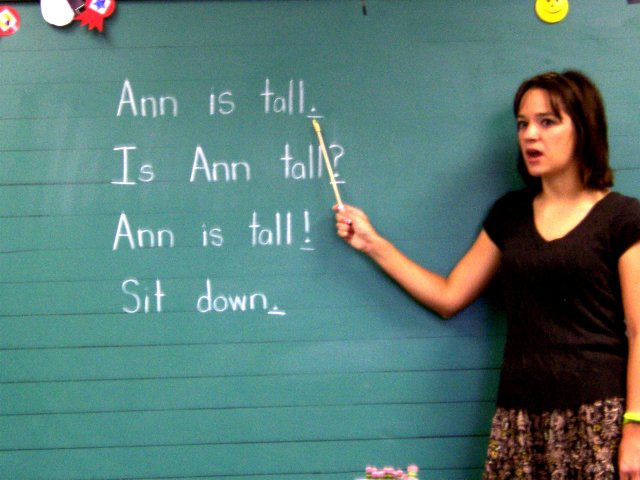 Ann is tall.
Is Ann tall?
Ann is tall!
Sit down.